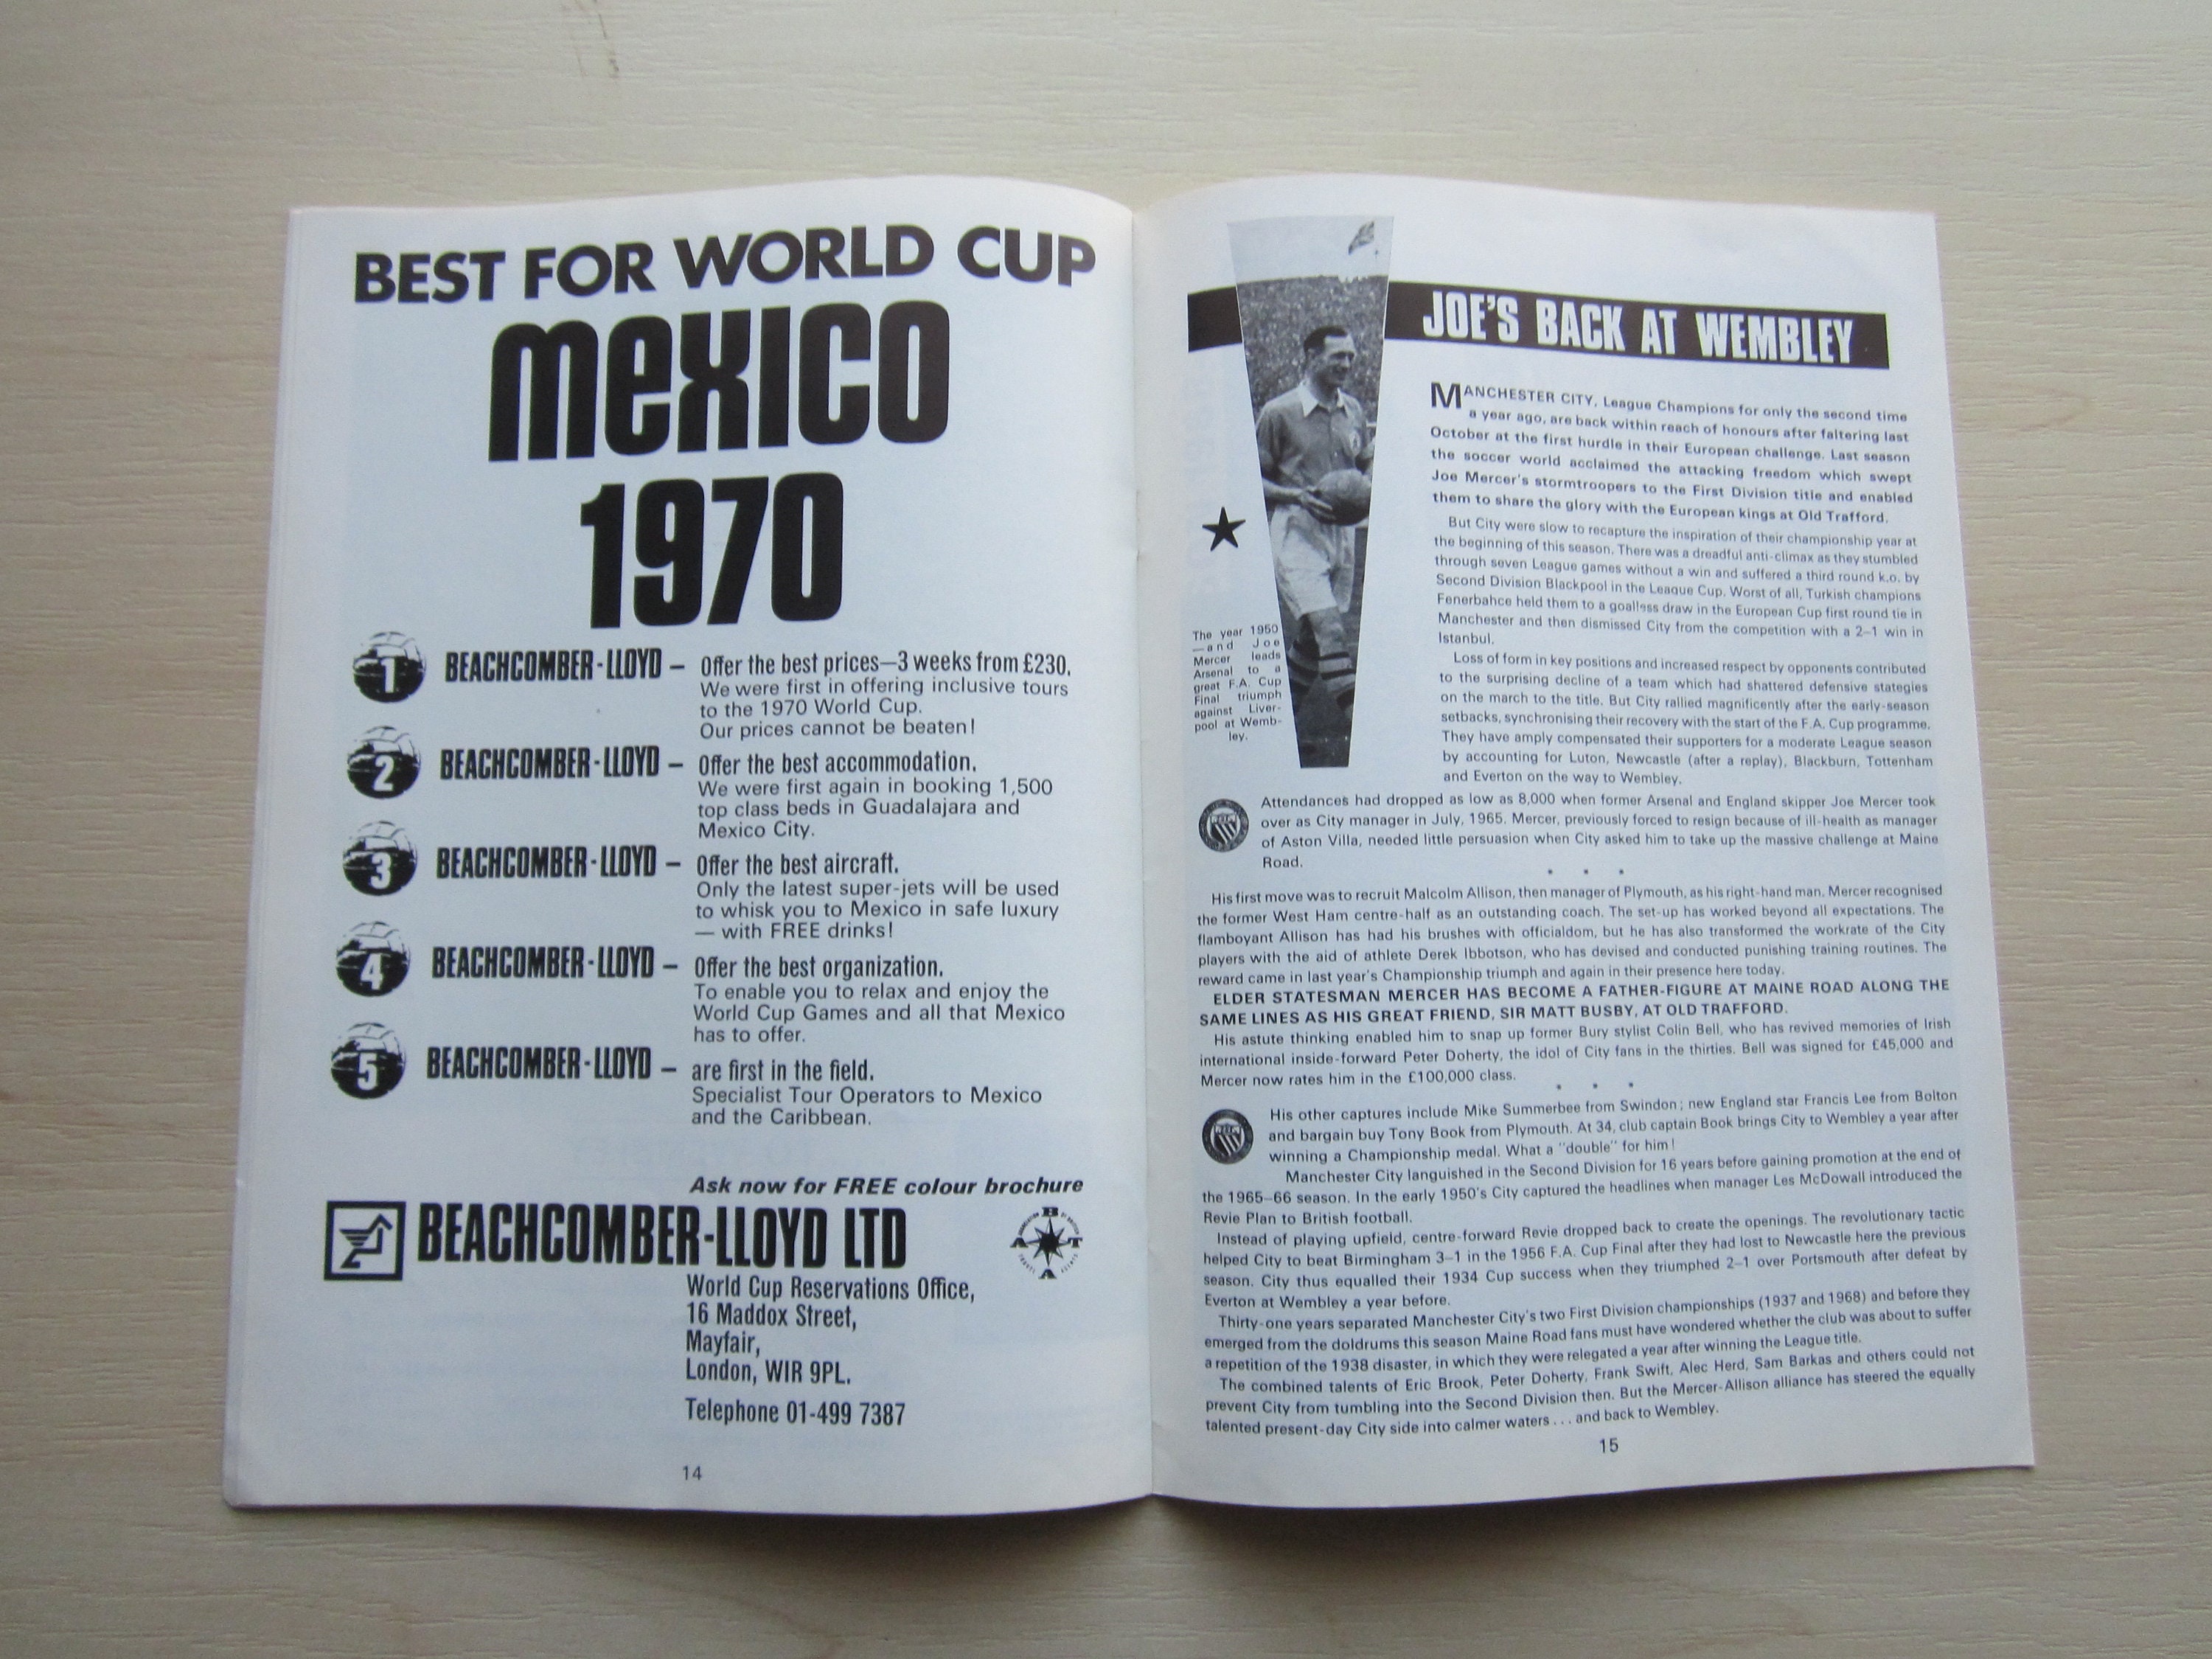 BEST FOR WORLD CUP
MEXICO
1970
1 BEACHCOMBER-LLOYD – Offer the best prices—3 weeks from £230.
We were first in offering inclusive tours
to the 1970 World Cup.
Our prices cannot be beaten!
2 BEACHCOMBER-LLOYD – Offer the best accommodation.
We were first again in booking 1,500
top class beds in Guadalajara and
Mexico City.
3 BEACHCOMBER-LLOYD – Offer the best aircraft.
Only the latest super-jets will be used
to whisk you to Mexico in safe luxury
— with FREE drinks!
4 BEACHCOMBER-LLOYD – Offer the best organization.
To enable you to relax and enjoy the
World Cup Games and all that Mexico
has to offer.
5 BEACHCOMBER-LLOYD – are first in the field.
Specialist Tour Operators to Mexico
and the Caribbean.
Ask now for FREE colour brochure
BEACHCOMBER-LLOYD LTD
A B T A
World Cup Reservations Office,
16 Maddox Street,
Mayfair,
London, WIR 9PL.
Telephone 01-499 7387
14
JOE'S BACK AT WEMBLEY
The year 1950
—and Joe
Mercer leads
Arsenal to a
great F.A. Cup
Final triumph
against Liver-
pool at Wemb-
ley.
MANCHESTER CITY, League Champions for only the second time
a year ago, are back within reach of honours after faltering last
October at the first hurdle in their European challenge. Last season
the soccer world acclaimed the attacking freedom which swept
Joe Mercer's stormtroopers to the First Division title and enabled
them to share the glory with the European kings at Old Trafford.
But City were slow to recapture the inspiration of their championship year at
the beginning of this season. There was a dreadful anti-climax as they stumbled
through seven League games without a win and suffered a third round k.o. by
Second Division Blackpool in the League Cup. Worst of all, Turkish champions
Fenerbahce held them to a goalless draw in the European Cup first round tie in
Manchester and then dismissed City from the competition with a 2–1 win in
Istanbul.
Loss of form in key positions and increased respect by opponents contributed
to the surprising decline of a team which had shattered defensive stategies
on the march to the title. But City rallied magnificently after the early-season
setbacks, synchronising their recovery with the start of the F.A. Cup programme.
They have amply compensated their supporters for a moderate League season
by accounting for Luton, Newcastle (after a replay), Blackburn, Tottenham
and Everton on the way to Wembley.
Attendances had dropped as low as 8,000 when former Arsenal and England skipper Joe Mercer took
over as City manager in July, 1965. Mercer, previously forced to resign because of ill-health as manager
of Aston Villa, needed little persuasion when City asked him to take up the massive challenge at Maine
Road.
His first move was to recruit Malcolm Allison, then manager of Plymouth, as his right-hand man. Mercer recognised
the former West Ham centre-half as an outstanding coach. The set-up has worked beyond all expectations. The
flamboyant Allison has had his brushes with officialdom, but he has also transformed the workrate of the City
players with the aid of athlete Derek Ibbotson, who has devised and conducted punishing training routines. The
reward came in last year's Championship triumph and again in their presence here today.
ELDER STATESMAN MERCER HAS BECOME A FATHER-FIGURE AT MAINE ROAD ALONG THE
SAME LINES AS HIS GREAT FRIEND, SIR MATT BUSBY, AT OLD TRAFFORD.
His astute thinking enabled him to snap up former Bury stylist Colin Bell, who has revived memories of Irish
international inside-forward Peter Doherty, the idol of City fans in the thirties. Bell was signed for £45,000 and
Mercer now rates him in the £100,000 class.
His other captures include Mike Summerbee from Swindon; new England star Francis Lee from Bolton
and bargain buy Tony Book from Plymouth. At 34, club captain Book brings City to Wembley a year after
winning a Championship medal. What a "double" for him!
Manchester City languished in the Second Division for 16 years before gaining promotion at the end of
the 1965–66 season. In the early 1950's City captured the headlines when manager Les McDowall introduced the
Revie Plan to British football.
Instead of playing upfield, centre-forward Revie dropped back to create the openings. The revolutionary tactic
helped City to beat Birmingham 3–1 in the 1956 F.A. Cup Final after they had lost to Newcastle here the previous
season. City thus equalled their 1934 Cup success when they triumphed 2–1 over Portsmouth after defeat by
Everton at Wembley a year before.
Thirty-one years separated Manchester City's two First Division championships (1937 and 1968) and before they
emerged from the doldrums this season Maine Road fans must have wondered whether the club was about to suffer
a repetition of the 1938 disaster, in which they were relegated a year after winning the League title.
The combined talents of Eric Brook, Peter Doherty, Frank Swift, Alec Herd, Sam Barkas and others could not
prevent City from tumbling into the Second Division then. But the Mercer-Allison alliance has steered the equally
talented present-day City side into calmer waters . . . and back to Wembley.
15